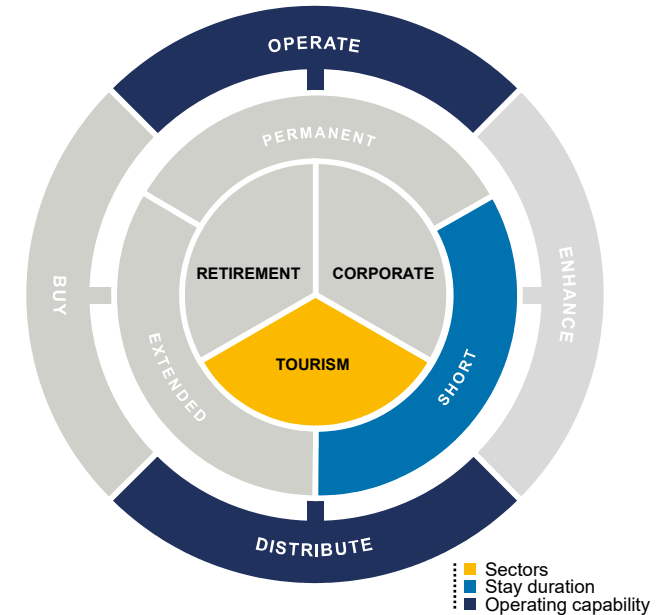 OPERATE
PERMANENT
RETIREMENT
CORPORATE
BUY
ENHANCE
TOURISM
EXTENDED
SHORT
DISTRIBUTE
Sectors
Stay duration
Operating capability